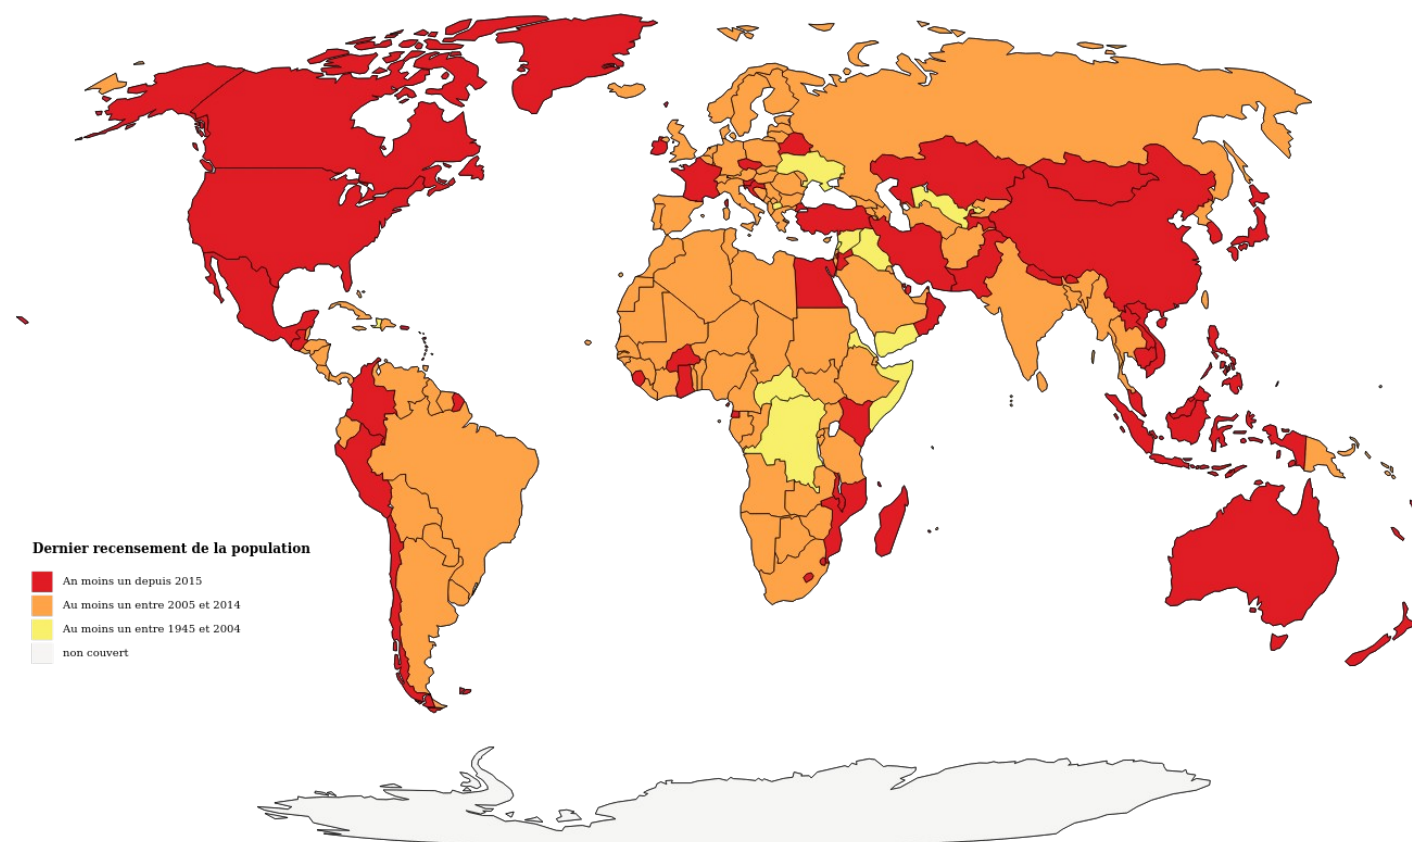 Dernier recensement de la population
An moins un depuis 2015
Au moins un entre 2005 et 2014
Au moins un entre 1945 et 2004
non couvert